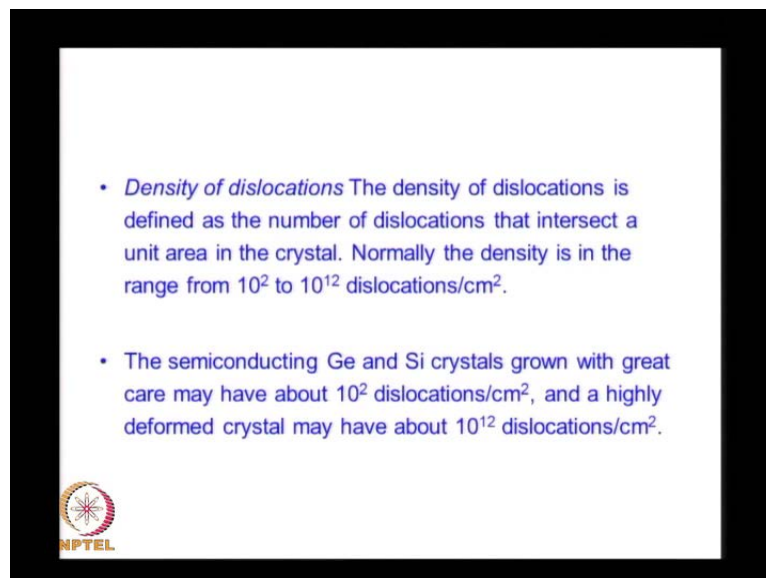 • Density of dislocations The density of dislocations is
defined as the number of dislocations that intersect a
unit area in the crystal. Normally the density is in the
range from 10² to 10¹² dislocations/cm².
• The semiconducting Ge and Si crystals grown with great
care may have about 10² dislocations/cm², and a highly
deformed crystal may have about 10¹² dislocations/cm².
NPTEL